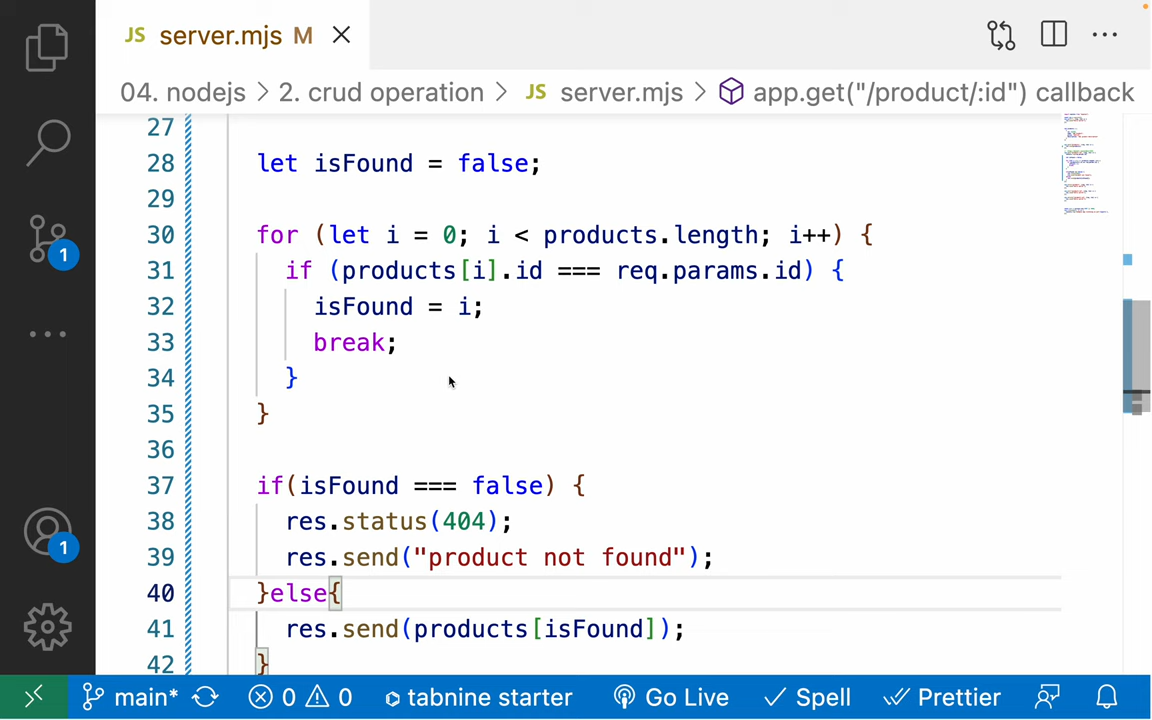 JS server.mjs M
04. nodejs > 2. crud operation > JS server.mjs > app.get("/product/:id") callback
27
28 let isFound = false;
29
30 for (let i = 0; i < products.length; i++) {
31 if (products[i].id === req.params.id) {
32 isFound = i;
33 break;
34 }
35 }
36
37 if(isFound === false) {
38 res.status(404);
39 res.send("product not found");
40 }else{
41 res.send(products[isFound]);
42 }
1
1
main* 0 0 tabnine starter Go Live Spell Prettier